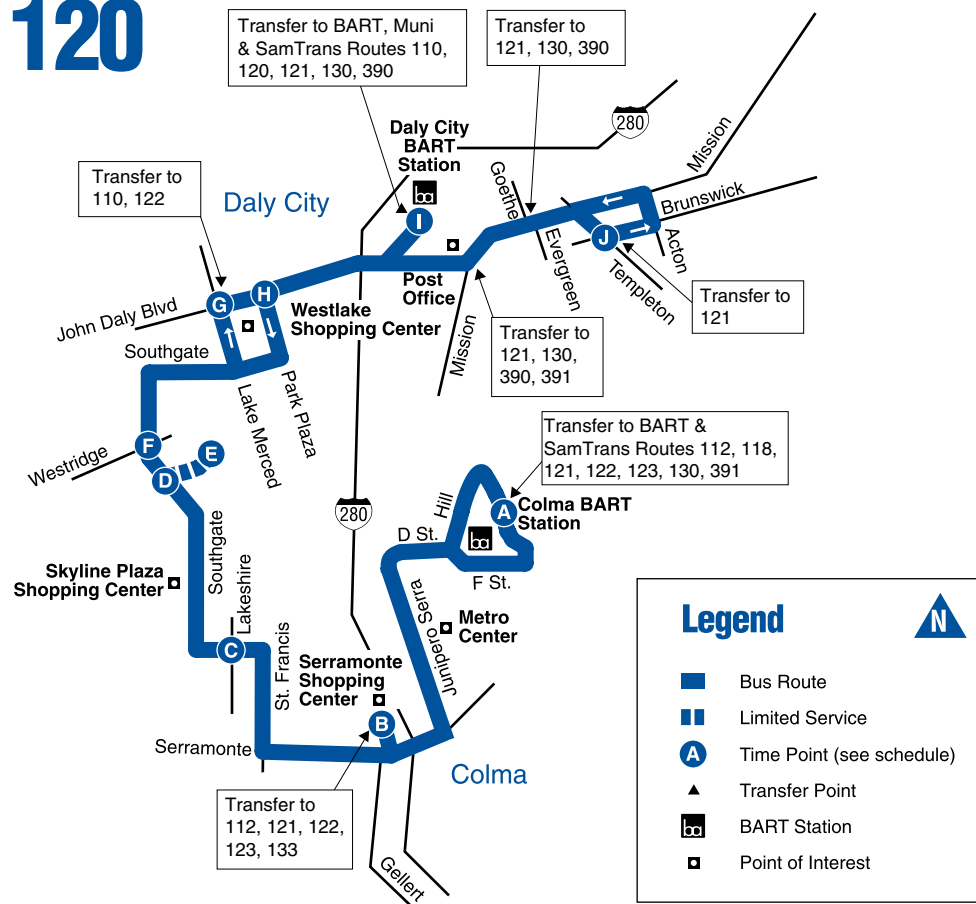 120
Transfer to BART, Muni
& SamTrans Routes 110,
120, 121, 130, 390
Transfer to
121, 130, 390
280
Mission
Daly City
BART
Station
ba
Goethe
Transfer to
110, 122
Daly City
I
Brunswick
J
Acton
Evergreen
Templeton
Post
Office
G
H
John Daly Blvd
Westlake
Shopping Center
Transfer to
121
Southgate
Mission
Transfer to
121, 130,
390, 391
Park Plaza
Lake Merced
F
E
D
Westridge
Transfer to BART &
SamTrans Routes 112, 118,
121, 122, 123, 130, 391
280
Hill
A
Colma BART
Station
D St.
ba
F St.
Southgate
Skyline Plaza
Shopping Center
Lakeshire
Junipero Serra
Metro
Center
C
St. Francis
Serramonte
Shopping
Center
B
Serramonte
Colma
Transfer to
112, 121, 122,
123, 133
Gellert
Legend
N
Bus Route
Limited Service
A
Time Point (see schedule)
Transfer Point
ba
BART Station
Point of Interest